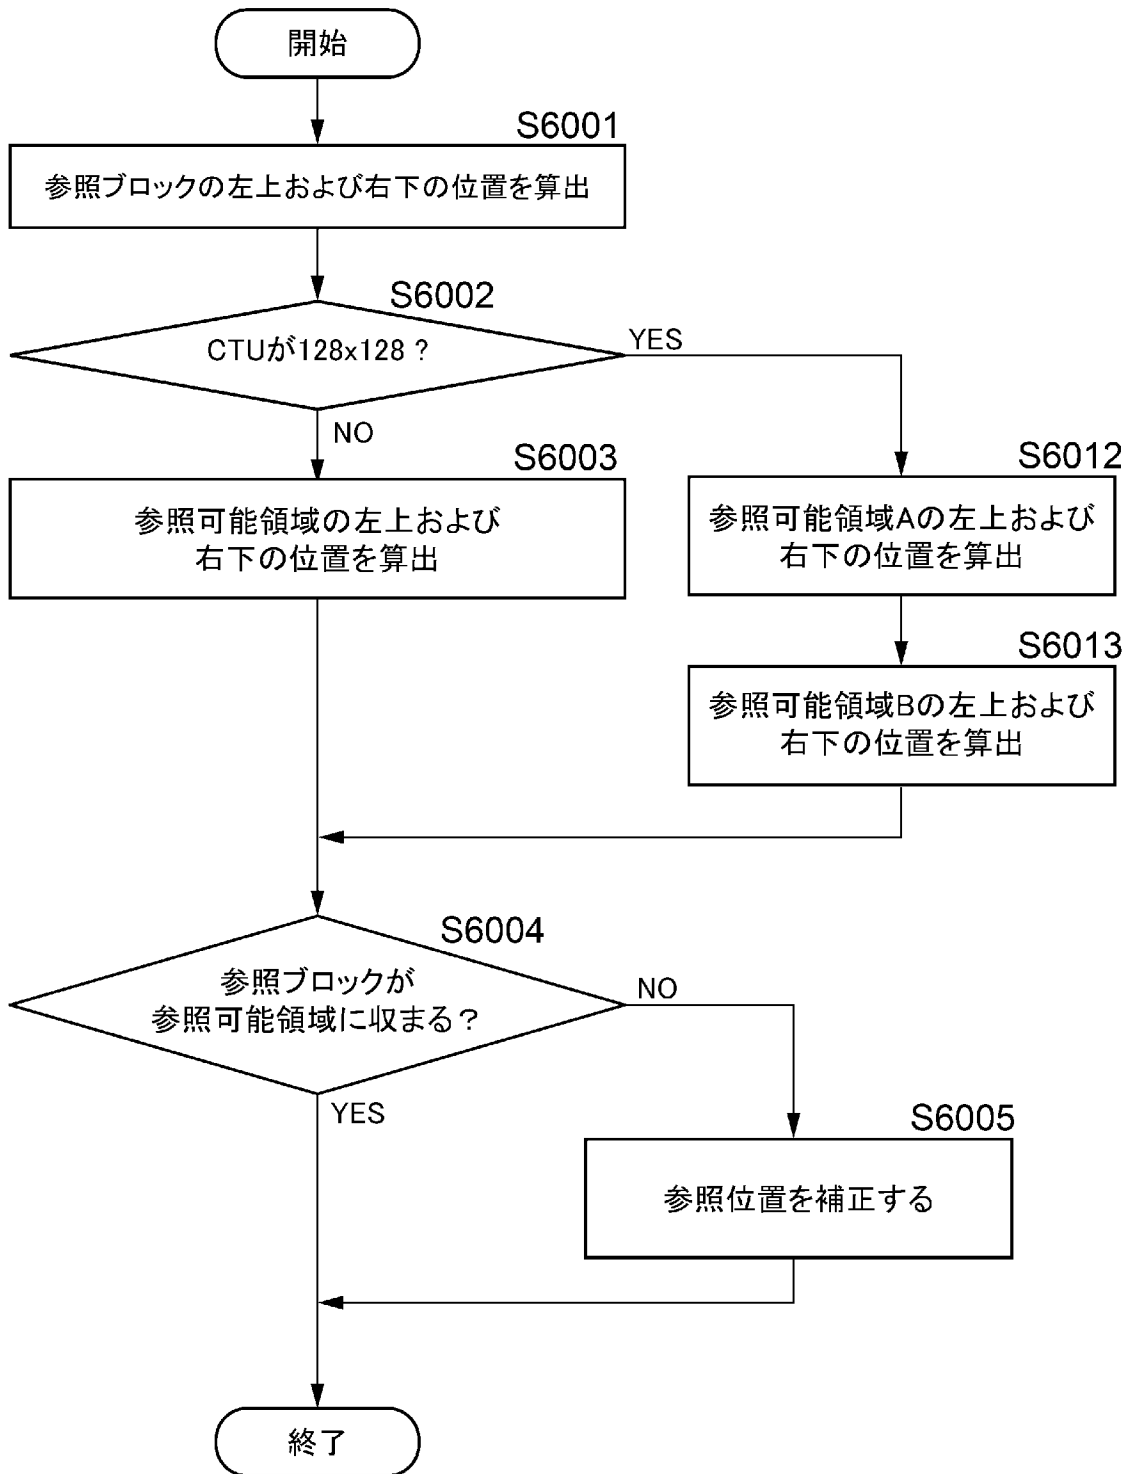 開始
S6001
参照ブロックの左上および右下の位置を算出
S6002
CTUが128x128 ?
YES
NO
S6003
参照可能領域の左上および
右下の位置を算出
S6012
参照可能領域Aの左上および
右下の位置を算出
S6013
参照可能領域Bの左上および
右下の位置を算出
S6004
参照ブロックが
参照可能領域に収まる？
NO
YES
S6005
参照位置を補正する
終了